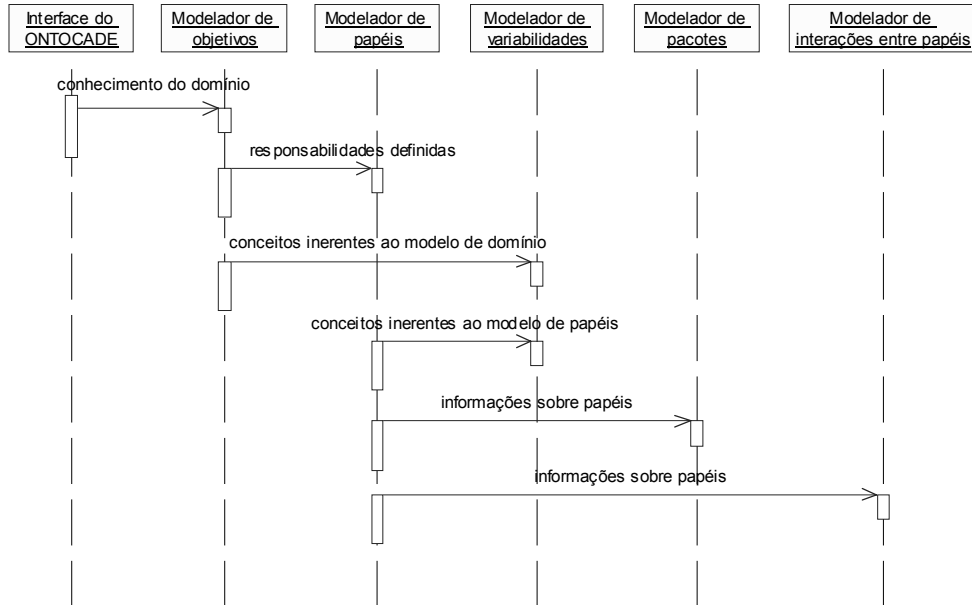 Interface do
ONTOCADE
Modelador de
objetivos
Modelador de
papéis
Modelador de
variabilidades
Modelador de
pacotes
Modelador de
interações entre papéis
conhecimento do domínio
responsabilidades definidas
conceitos inerentes ao modelo de domínio
conceitos inerentes ao modelo de papéis
informações sobre papéis
informações sobre papéis